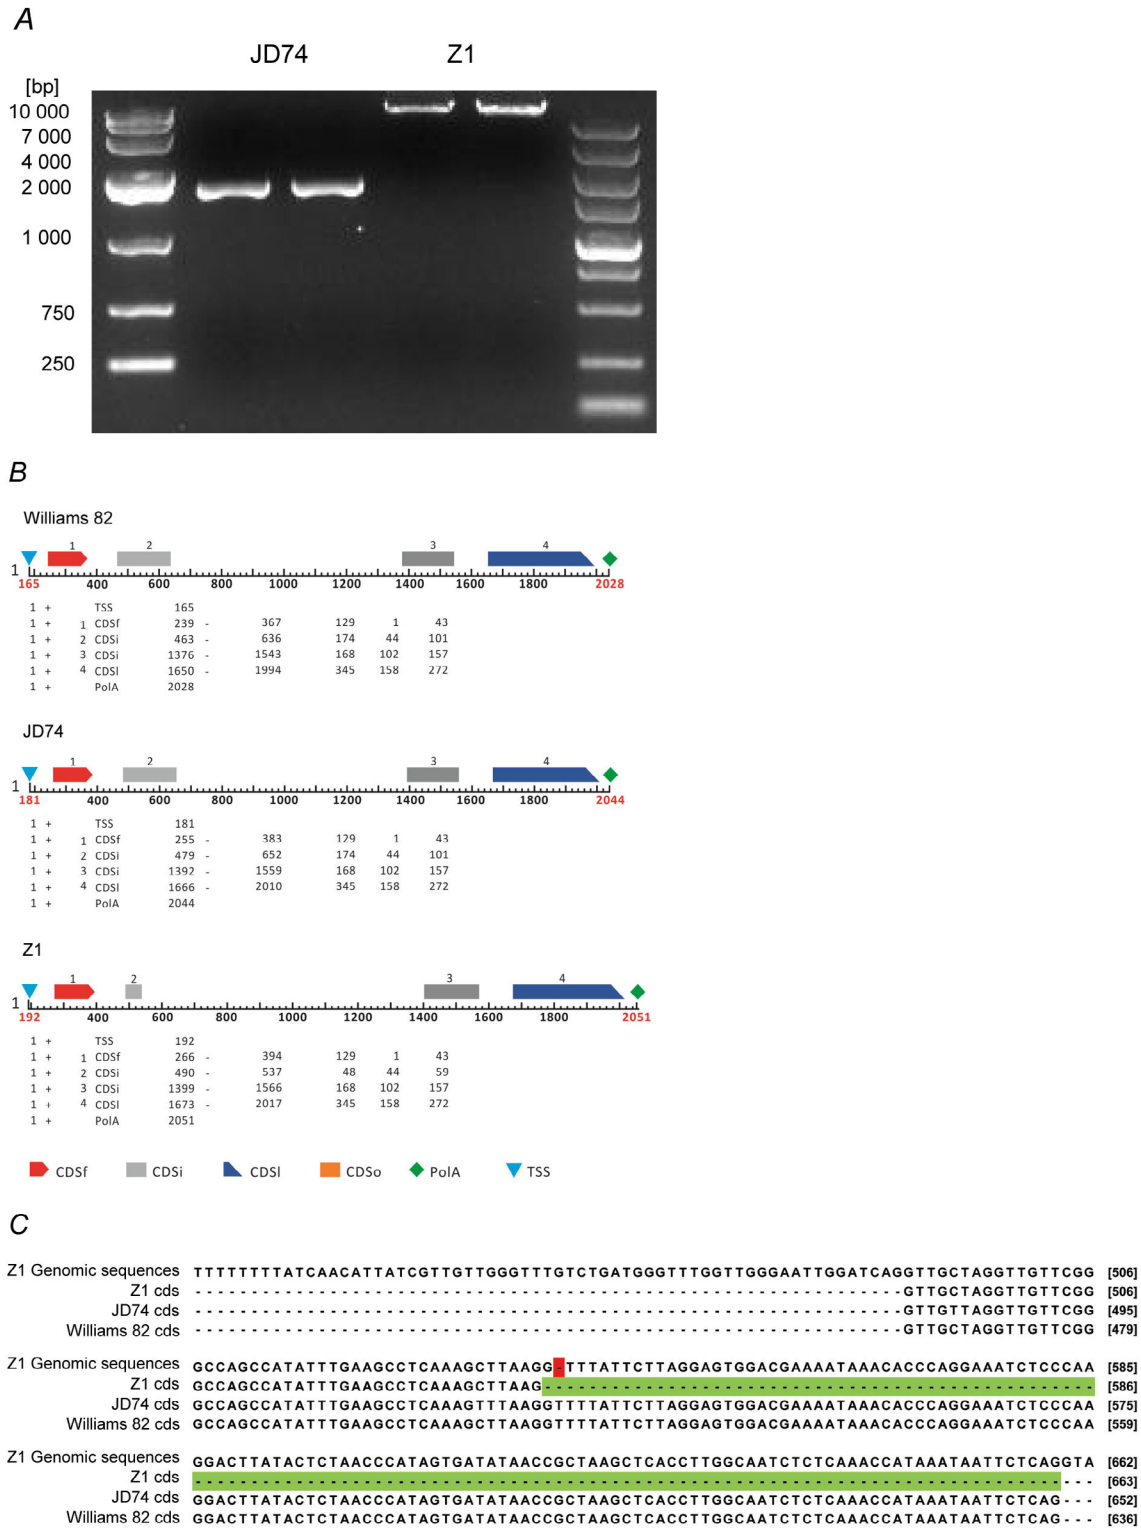 A
JD74 Z1
[bp]
10 000
7 000
4 000
2 000
1 000
750
250
B
Williams 82
1 2 3 4
1
165 400 600 800 1000 1200 1400 1600 1800 2028
1 + TSS 165
1 + 1 CDSf 239 - 367 129 1 43
1 + 2 CDSi 463 - 636 174 44 101
1 + 3 CDSi 1376 - 1543 168 102 157
1 + 4 CDSl 1650 - 1994 345 158 272
1 + PolA 2028
JD74
1 2 3 4
1
181 400 600 800 1000 1200 1400 1600 1800 2044
1 + TSS 181
1 + 1 CDSf 255 - 383 129 1 43
1 + 2 CDSi 479 - 652 174 44 101
1 + 3 CDSi 1392 - 1559 168 102 157
1 + 4 CDSl 1666 - 2010 345 158 272
1 + PolA 2044
Z1
1 2 3 4
1
192 400 600 800 1000 1200 1400 1600 1800 2051
1 + TSS 192
1 + 1 CDSf 266 - 394 129 1 43
1 + 2 CDSi 490 - 537 48 44 59
1 + 3 CDSi 1399 - 1566 168 102 157
1 + 4 CDSl 1673 - 2017 345 158 272
1 + PolA 2051
CDSf CDSi CDSl CDSo PolA TSS
C
Z1 Genomic sequences TTTTTTTTATCAACATTATCGTTGTTGGGTTTGTCTGATGGGTTTGGTTGGGAATTGGATCAGGTTGCTAGGTTGTTCGG [506]
Z1 cds ---------------------------------------------------------------GTTGCTAGGTTGTTCGG [506]
JD74 cds ---------------------------------------------------------------GTTGTTAGGTTGTTCGG [495]
Williams 82 cds ---------------------------------------------------------------GTTGCTAGGTTGTTCGG [479]
Z1 Genomic sequences GCCAGCCATATTTGAAGCCTCAAAGCTTAAGG-TTTATTCTTAGGAGTGGACGAAAATAAACACCCAGGAAATCTCCCAA [585]
Z1 cds GCCAGCCATATTTGAAGCCTCAAAGCTTAAG------------------------------------------------- [586]
JD74 cds GCCAGCCATATTTGAAGCCTCAAAGTTTAAGGTTTTATTCTTAGGAGTGGACGAAAATAAACACCCAGGAAATCTCCCAA [575]
Williams 82 cds GCCAGCCATATTTGAAGCCTCAAAGCTTAAGGTTTTATTCTTAGGAGTGGACGAAAATAAACACCCAGGAAATCTCCCAA [559]
Z1 Genomic sequences GGACTTATACTCTAACCCATAGTGATATAACCGCTAAGCTCACCTTGGCAATCTCTCAAACCATAAATAATTCTCAGGTA [662]
Z1 cds -------------------------------------------------------------------------------- [663]
JD74 cds GGACTTATACTCTAACCCATAGTGATATAACCGCTAAGCTCACCTTGGCAATCTCTCAAACCATAAATAATTCTCAG--- [652]
Williams 82 cds GGACTTATACTCTAACCCATAGTGATATAACCGCTAAGCTCACCTTGGCAATCTCTCAAACCATAAATAATTCTCAG--- [636]